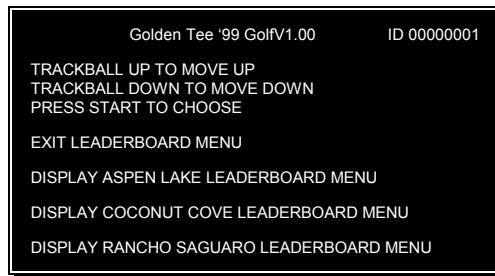 Golden Tee '99 GolfV1.00 ID 00000001
TRACKBALL UP TO MOVE UP
TRACKBALL DOWN TO MOVE DOWN
PRESS START TO CHOOSE
EXIT LEADERBOARD MENU
DISPLAY ASPEN LAKE LEADERBOARD MENU
DISPLAY COCONUT COVE LEADERBOARD MENU
DISPLAY RANCHO SAGUARO LEADERBOARD MENU